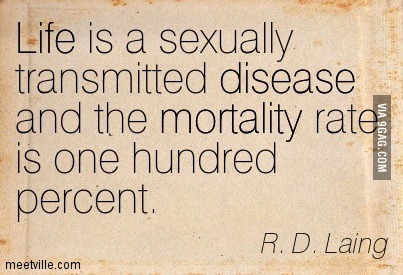 Life is a sexually
transmitted disease
and the mortality rate
is one hundred
percent.
R. D. Laing
meetville.com
VIA 9GAG.COM